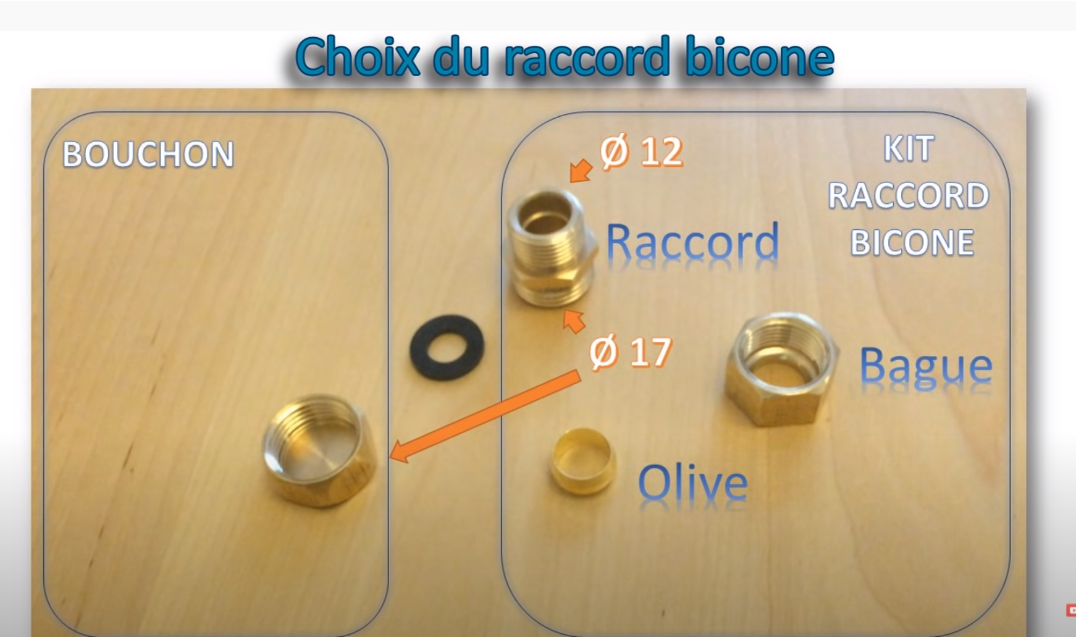 Choix du raccord bicone
BOUCHON
Ø 12
KIT
RACCORD
BICONE
Raccord
Ø 17
Bague
Olive